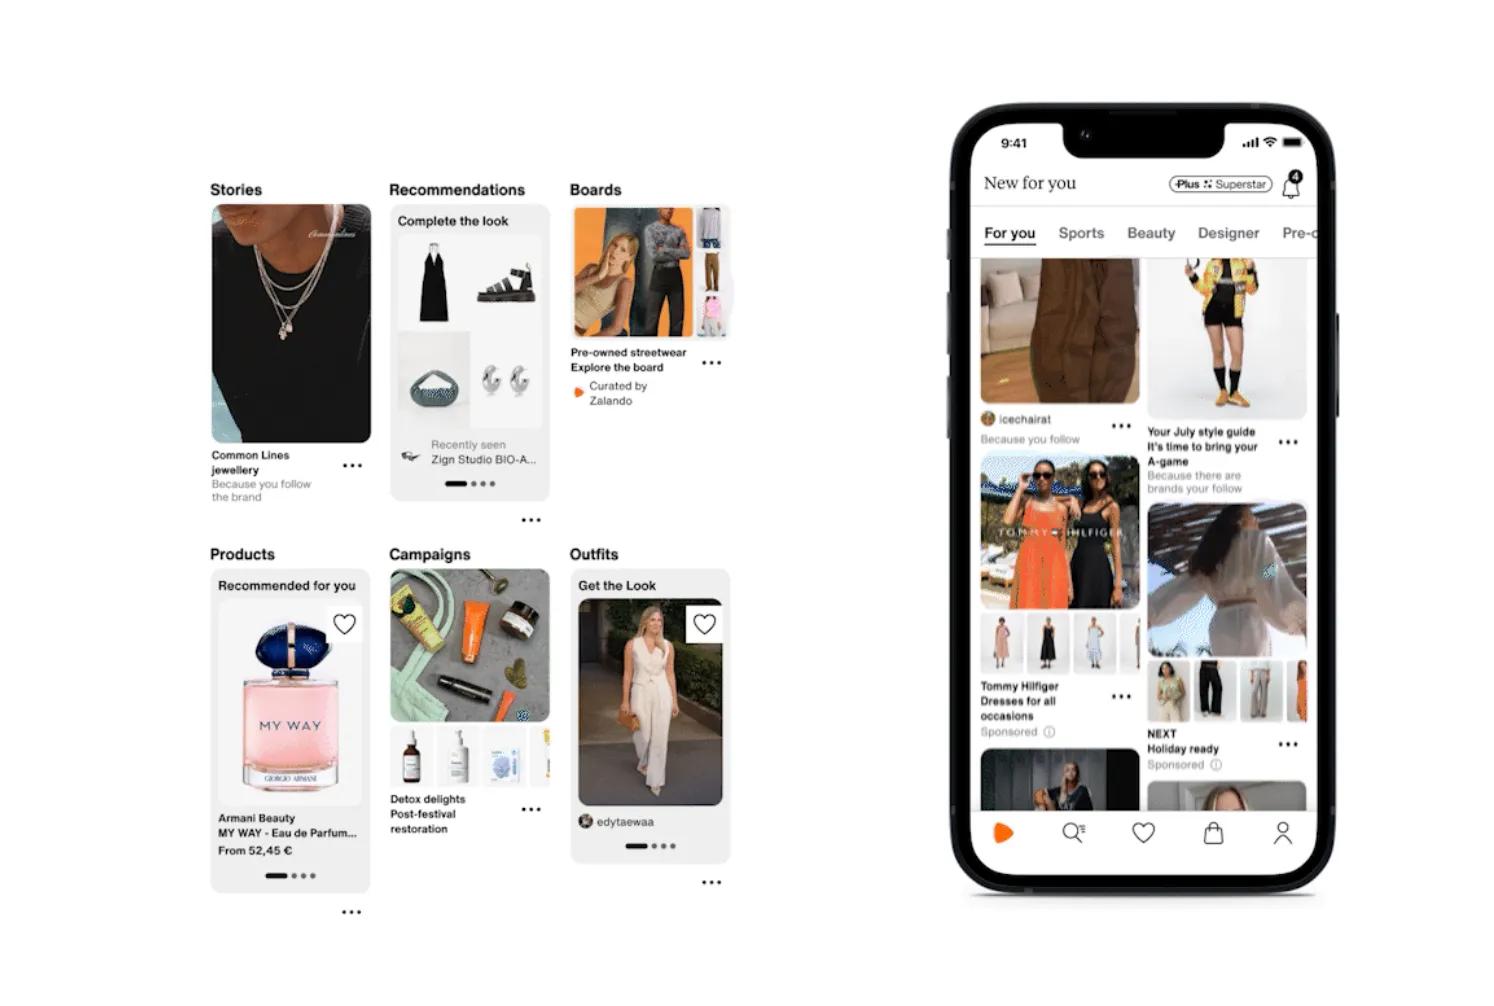 Stories
Common Lines
jewellery
Because you follow
the brand
Recommendations
Complete the look
Recently seen
Zign Studio BIO-A...
Boards
Pre-owned streetwear
Explore the board
Curated by
Zalando
Products
Recommended for you
MY WAY
GIORGIO ARMANI
Armani Beauty
MY WAY - Eau de Parfum...
From 52,45 €
Campaigns
Detox delights
Post-festival
restoration
Outfits
Get the Look
edytaewaa
9:41
New for you
Plus Superstar
4
For you
Sports
Beauty
Designer
Pre-o
icechairat
Because you follow
Your July style guide
It's time to bring your
A-game
Because there are
brands your follow
TOMMY HILFIGER
Tommy Hilfiger
Dresses for all
occasions
Sponsored
NEXT
Holiday ready
Sponsored